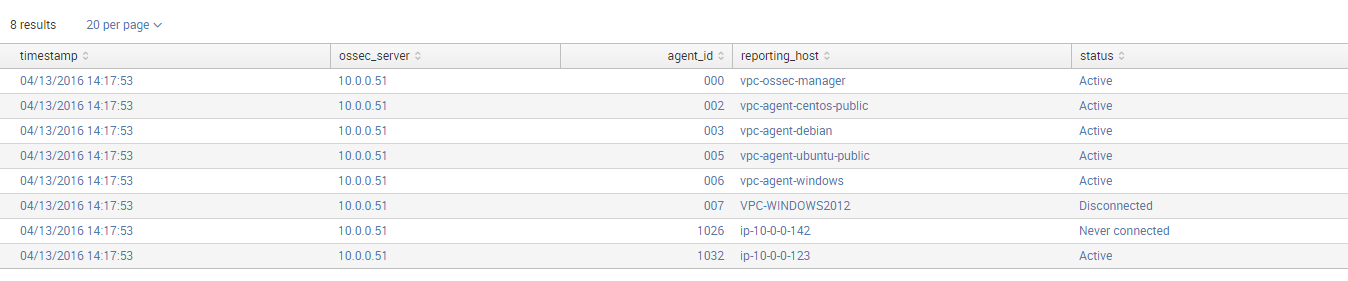 8 results 20 per page
timestamp ossec_server agent_id reporting_host status
04/13/2016 14:17:53 10.0.0.51 000 vpc-ossec-manager Active
04/13/2016 14:17:53 10.0.0.51 002 vpc-agent-centos-public Active
04/13/2016 14:17:53 10.0.0.51 003 vpc-agent-debian Active
04/13/2016 14:17:53 10.0.0.51 005 vpc-agent-ubuntu-public Active
04/13/2016 14:17:53 10.0.0.51 006 vpc-agent-windows Active
04/13/2016 14:17:53 10.0.0.51 007 VPC-WINDOWS2012 Disconnected
04/13/2016 14:17:53 10.0.0.51 1026 ip-10-0-0-142 Never connected
04/13/2016 14:17:53 10.0.0.51 1032 ip-10-0-0-123 Active